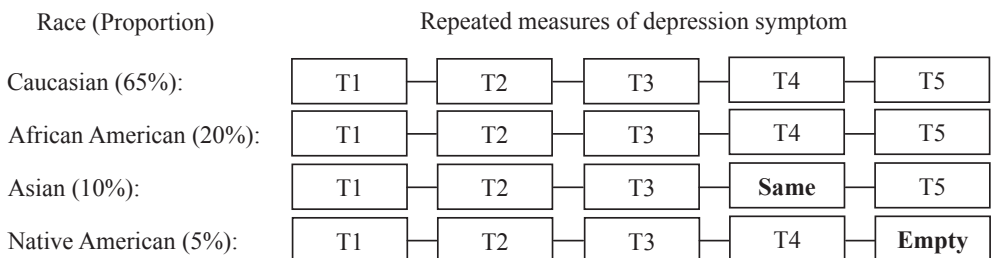 Race (Proportion) Repeated measures of depression symptom
Caucasian (65%): T1 T2 T3 T4 T5
African American (20%): T1 T2 T3 T4 T5
Asian (10%): T1 T2 T3 Same T5
Native American (5%): T1 T2 T3 T4 Empty